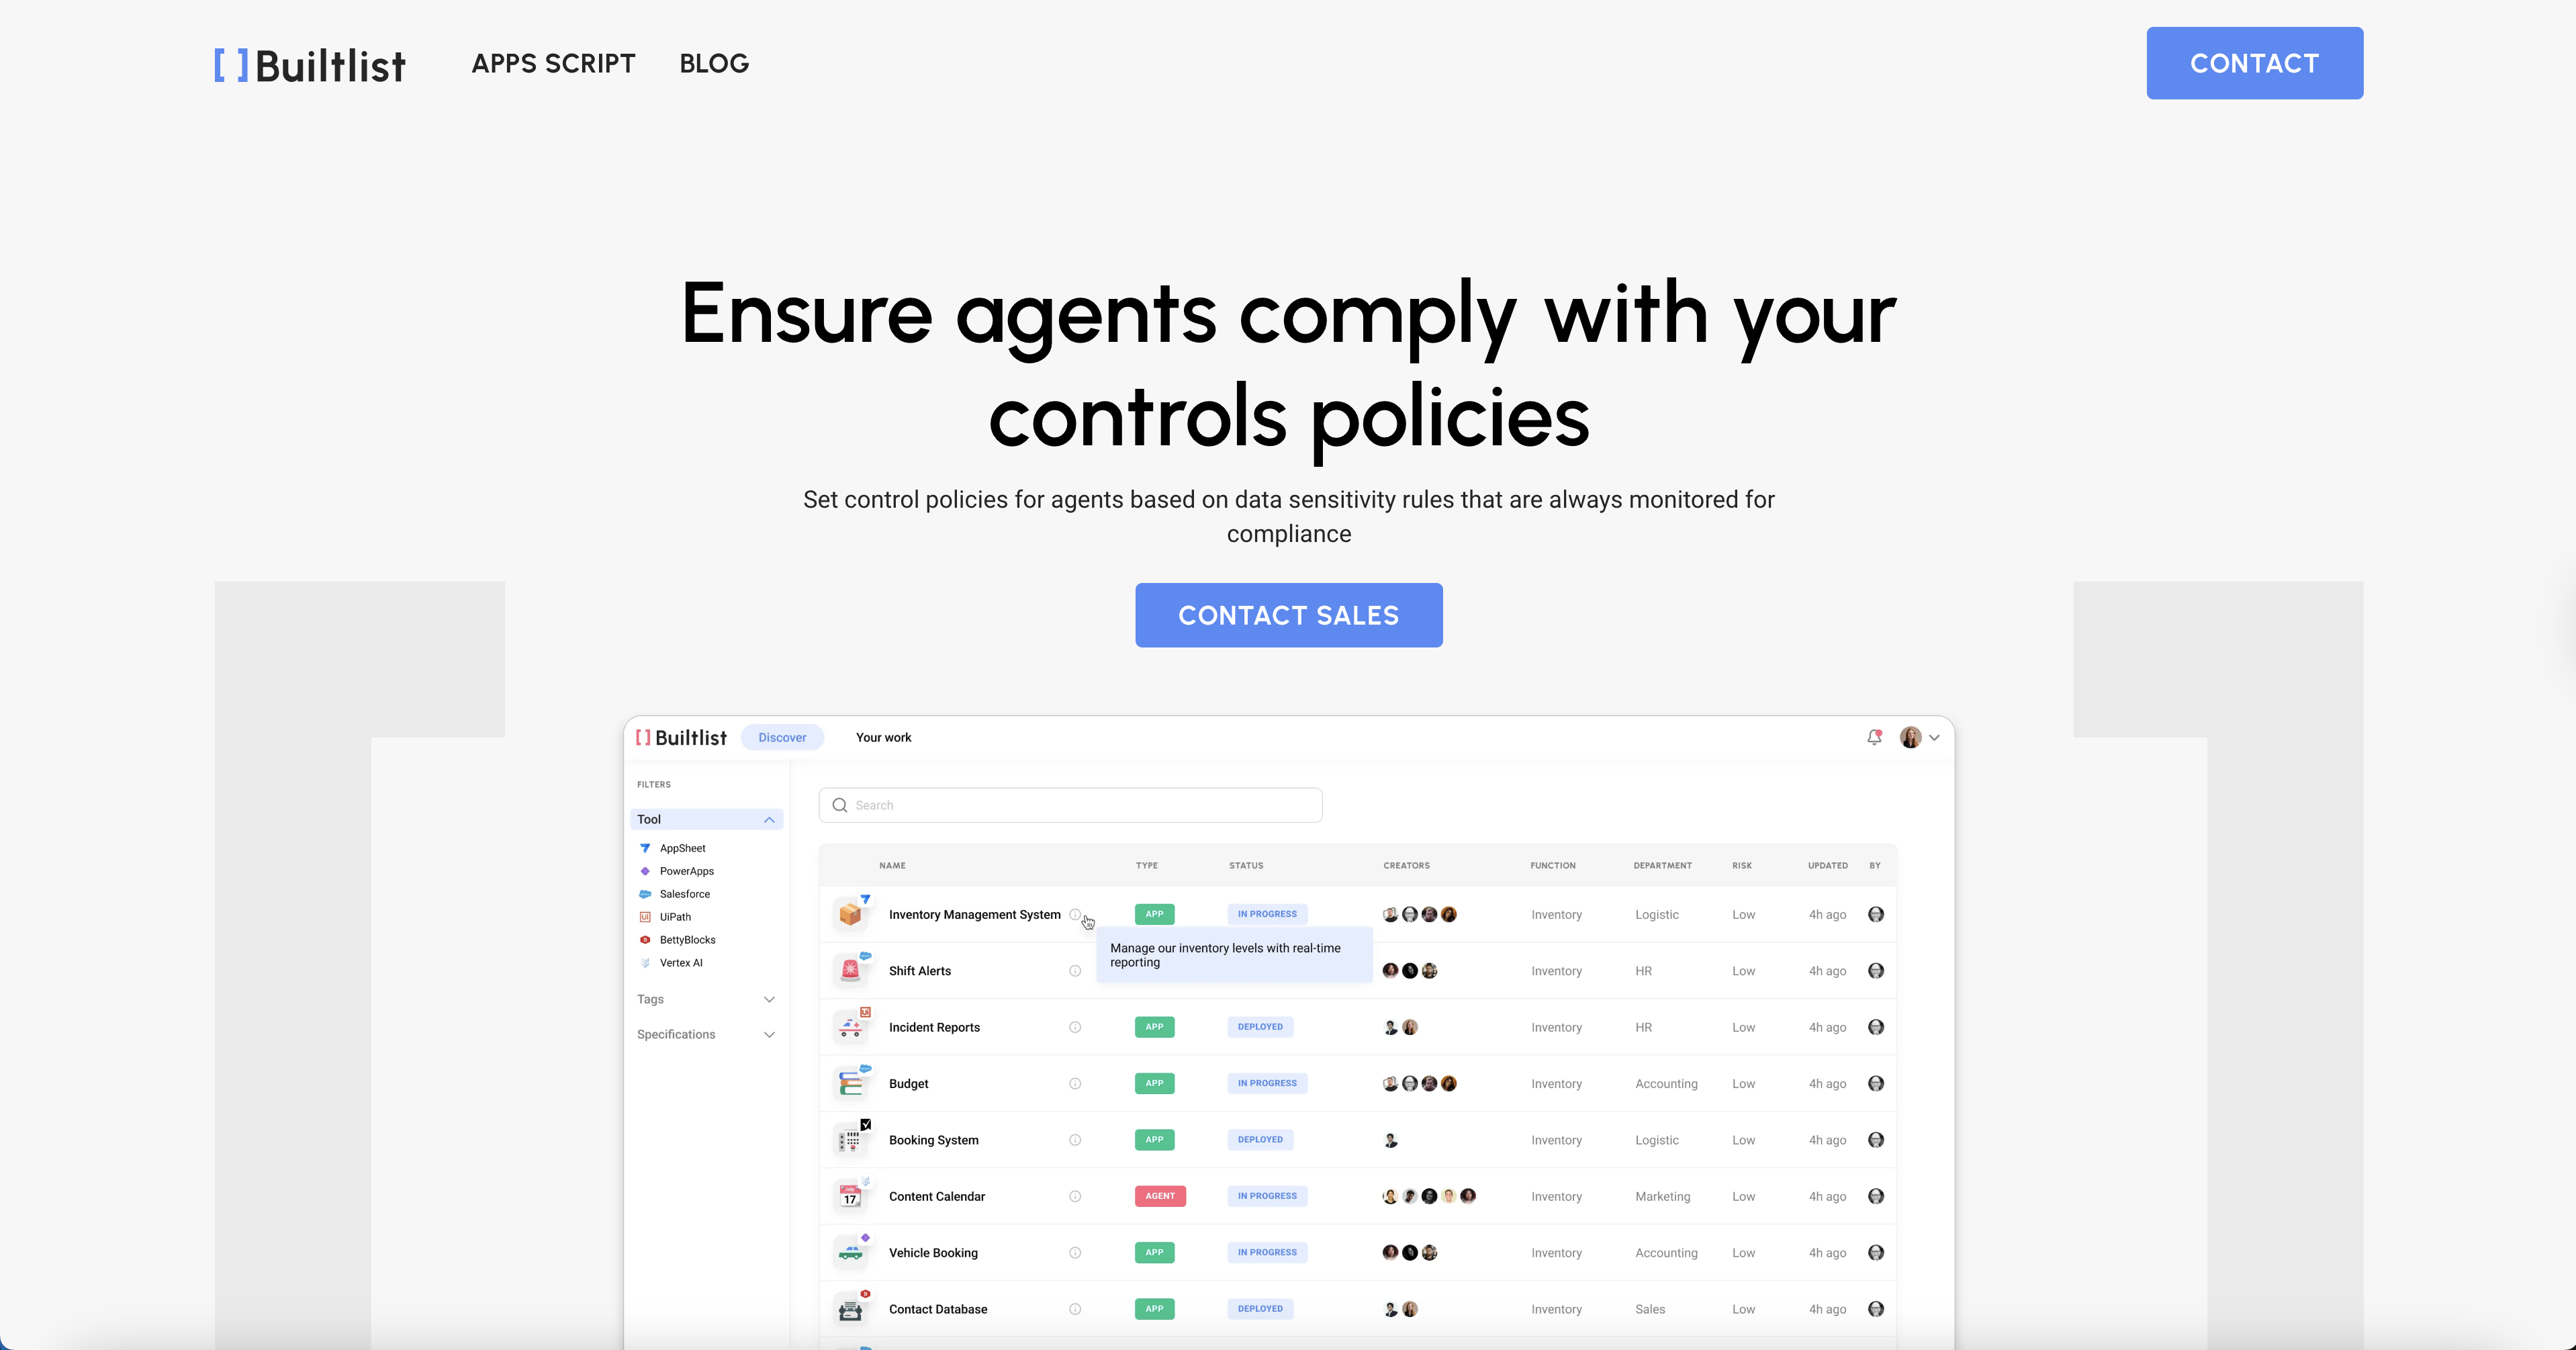 [ ] Builtlist
APPS SCRIPT
BLOG
CONTACT
Ensure agents comply with your
controls policies
Set control policies for agents based on data sensitivity rules that are always monitored for
compliance
CONTACT SALES
[ ] Builtlist
Discover
Your work
FILTERS
Tool
AppSheet
PowerApps
Salesforce
UiPath
BettyBlocks
Vertex AI
Tags
Specifications
Search
NAME TYPE STATUS CREATORS FUNCTION DEPARTMENT RISK UPDATED BY
Inventory Management System APP IN PROGRESS Inventory Logistic Low 4h ago
Manage our inventory levels with real-time
reporting
Shift Alerts Inventory HR Low 4h ago
Ui
Incident Reports APP DEPLOYED Inventory HR Low 4h ago
Budget APP IN PROGRESS Inventory Accounting Low 4h ago
Booking System APP DEPLOYED Inventory Logistic Low 4h ago
17
Content Calendar AGENT IN PROGRESS Inventory Marketing Low 4h ago
Vehicle Booking APP IN PROGRESS Inventory Accounting Low 4h ago
Contact Database APP DEPLOYED Inventory Sales Low 4h ago